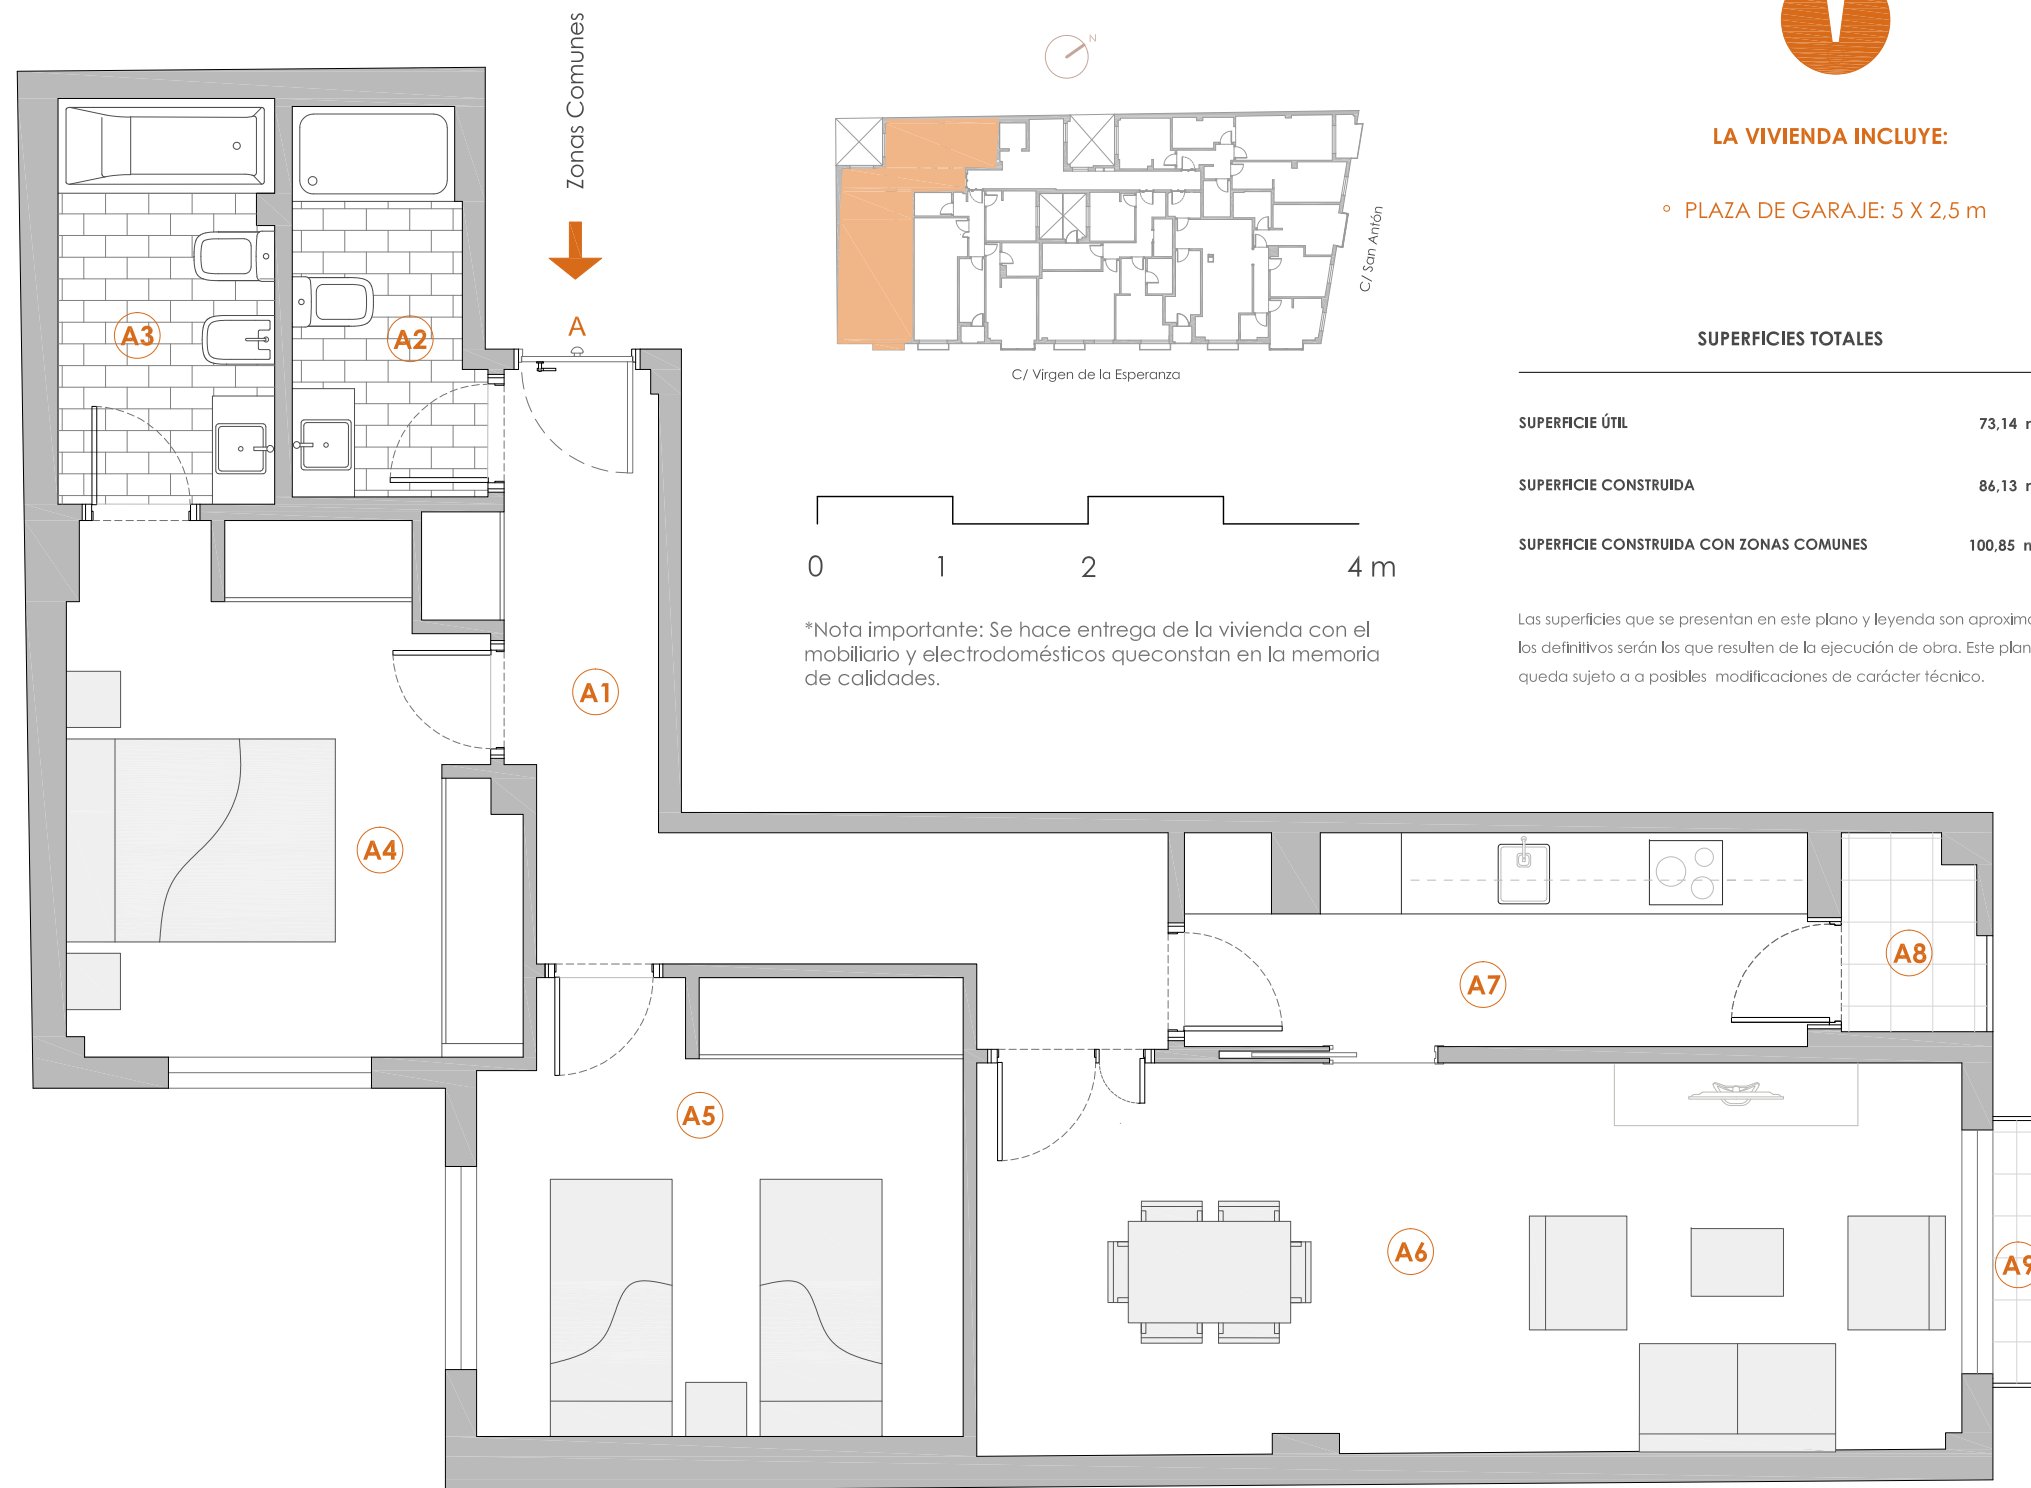 Zonas Comunes
N
LA VIVIENDA INCLUYE:
PLAZA DE GARAJE: 5 X 2,5 m
C/ San Antón
C/ Virgen de la Esperanza
SUPERFICIES TOTALES
SUPERFICIE ÚTIL 73,14
SUPERFICIE CONSTRUIDA 86,13
SUPERFICIE CONSTRUIDA CON ZONAS COMUNES 100,85
A
A3
A2
0 1 2 4 m
*Nota importante: Se hace entrega de la vivienda con el
mobiliario y electrodomésticos queconstan en la memoria
de calidades.
Las superficies que se presentan en este plano y leyenda son
los definitivos serán los que resulten de la ejecución de obra. Este
queda sujeto a a posibles modificaciones de carácter técnico.
A1
A4
A7
A8
A5
A6
A9